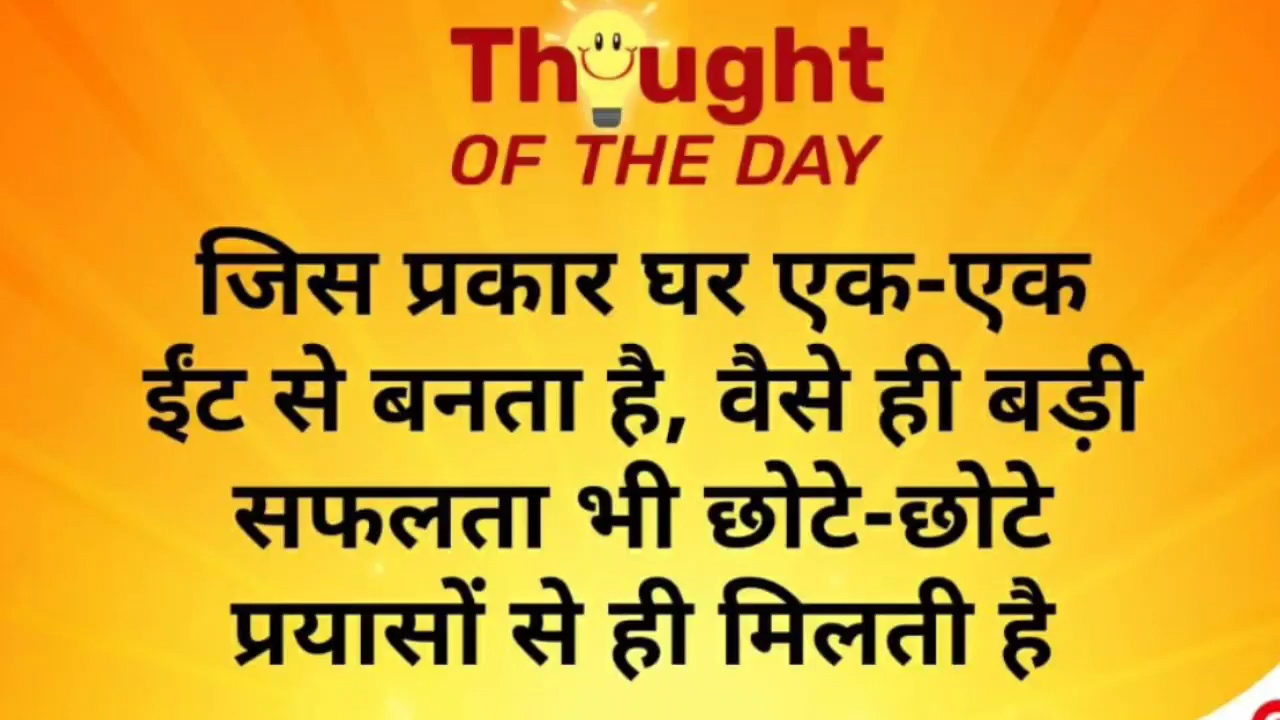 Thought
OF THE DAY
जिस प्रकार घर एक-एक
ईंट से बनता है, वैसे ही बड़ी
सफलता भी छोटे-छोटे
प्रयासों से ही मिलती है